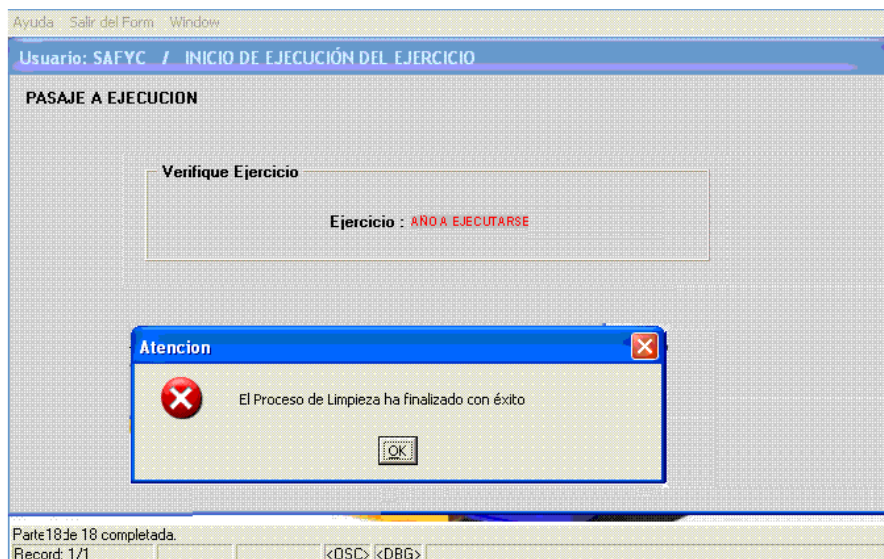 Ayuda Salir del Form Window
Usuario: SAFYC / INICIO DE EJECUCIÓN DEL EJERCICIO
PASAJE A EJECUCION
Verifique Ejercicio
Ejercicio : AÑO A EJECUTARSE
Atencion
El Proceso de Limpieza ha finalizado con éxito
OK
Parte18de 18 completada.
Record: 1/1 <OSC> <DBG>